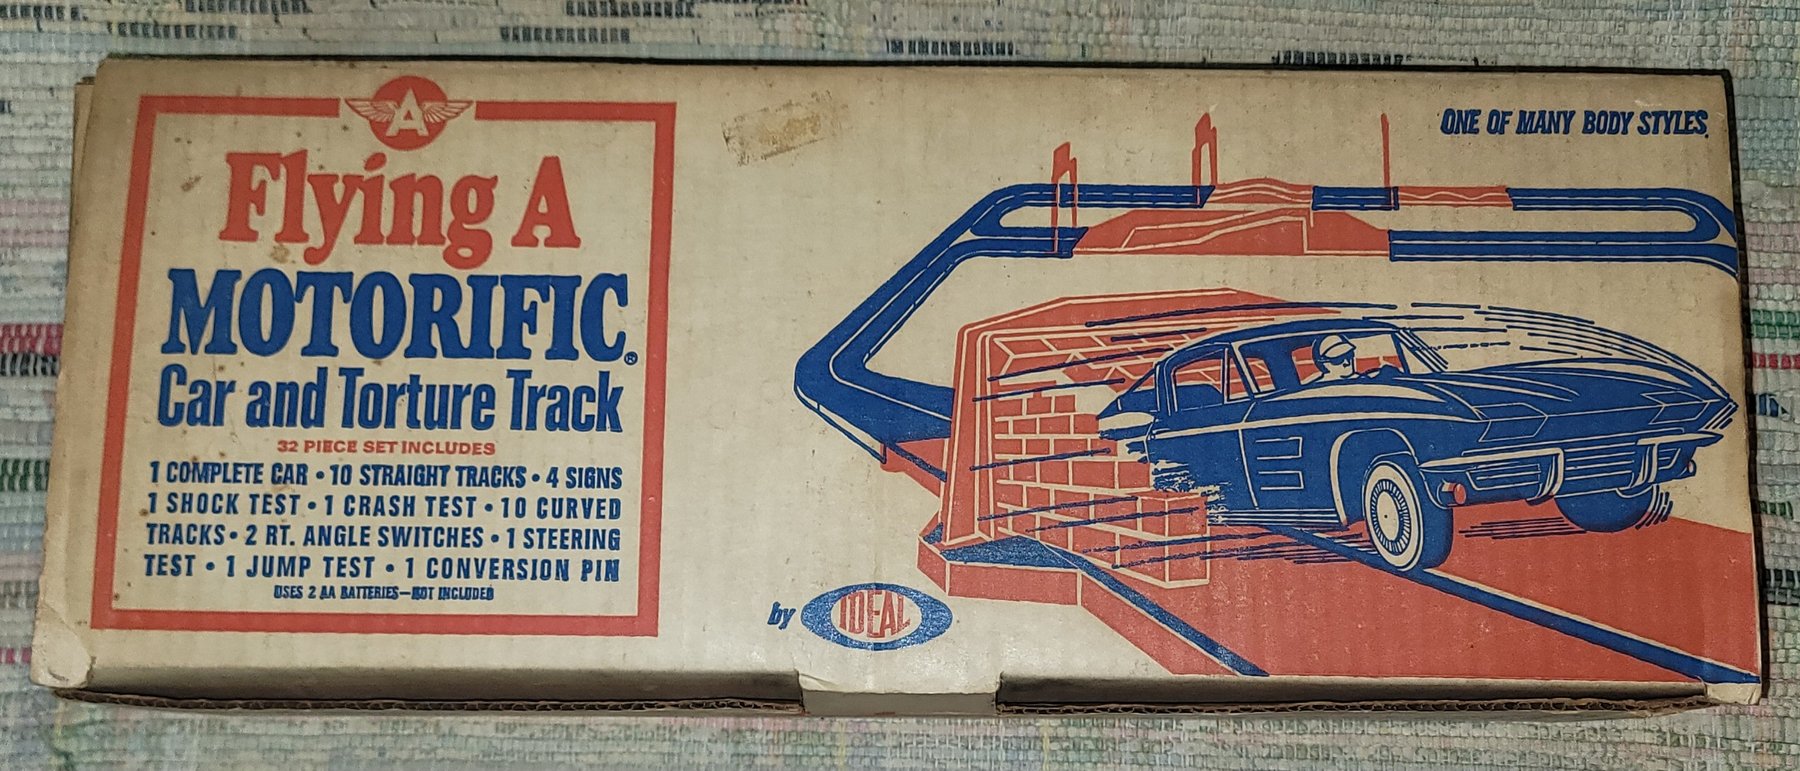 A
Flying A
MOTORIFIC®
Car and Torture Track
32 PIECE SET INCLUDES
1 COMPLETE CAR • 10 STRAIGHT TRACKS • 4 SIGNS
1 SHOCK TEST • 1 CRASH TEST • 10 CURVED
TRACKS • 2 RT. ANGLE SWITCHES • 1 STEERING
TEST • 1 JUMP TEST • 1 CONVERSION PIN
USES 2 AA BATTERIES—NOT INCLUDED
ONE OF MANY BODY STYLES.
by IDEAL